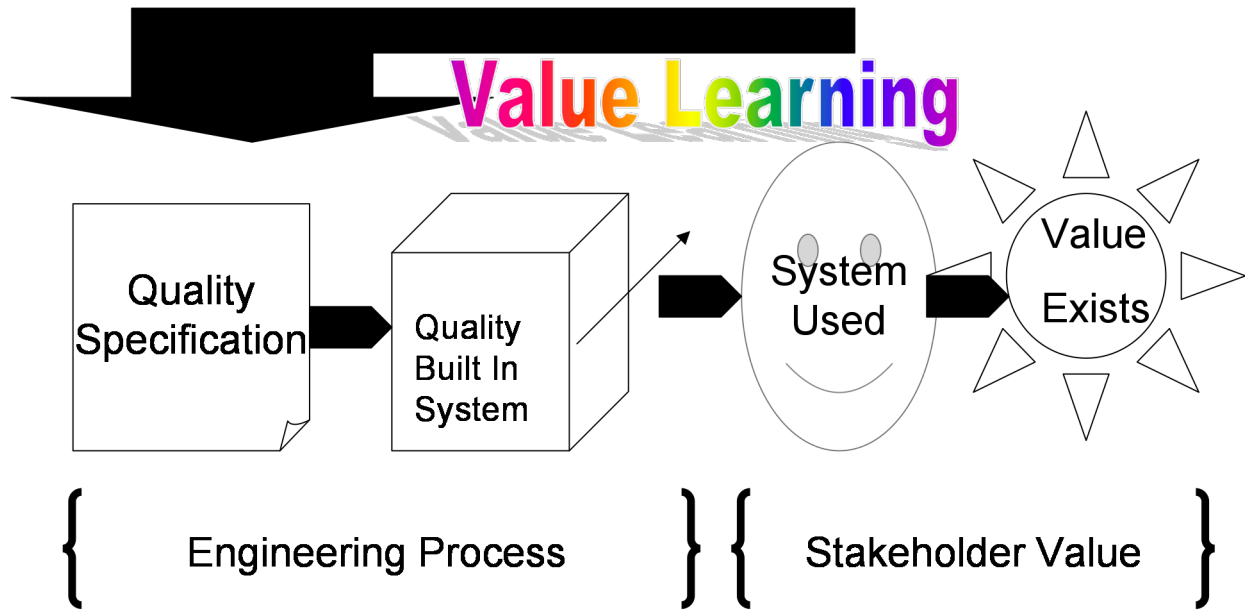 Value Learning
Quality
Specification
Quality
Built In
System
System
Used
Value
Exists
{ Engineering Process }
{ Stakeholder Value }